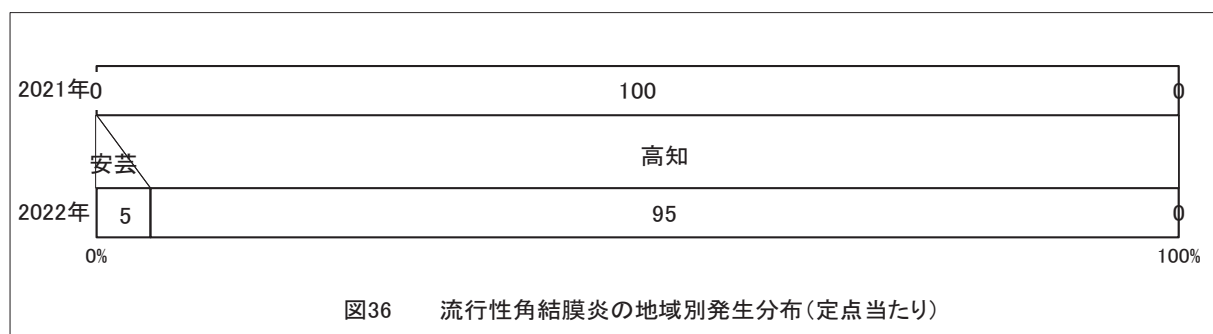 2021年 0 100 0
安芸 高知
2022年 5 95 0
0% 100%
図36 流行性角結膜炎の地域別発生分布(定点当たり)